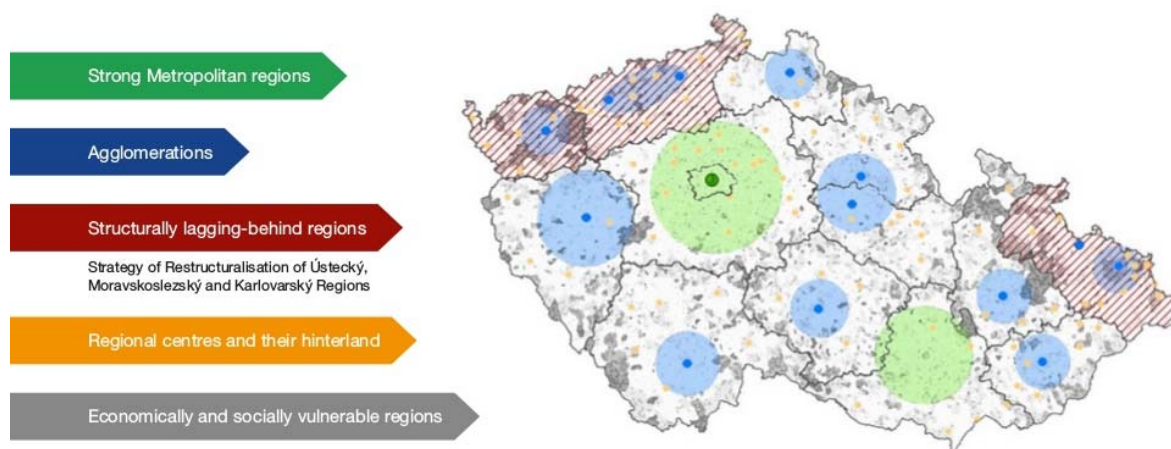 Strong Metropolitan regions
Agglomerations
Structurally lagging-behind regions
Strategy of Restructuralisation of Ústecký,
Moravskoslezský and Karlovarský Regions
Regional centres and their hinterland
Economically and socially vulnerable regions